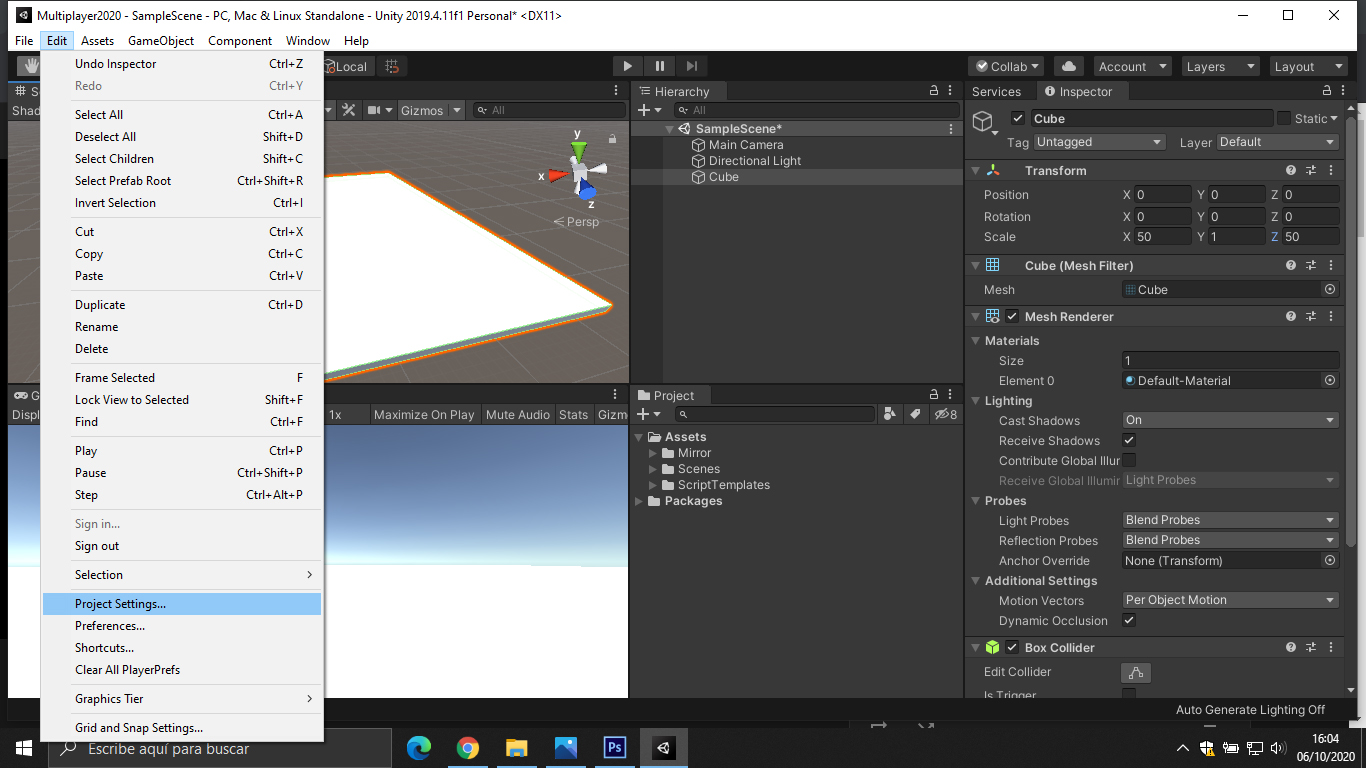 Multiplayer2020 - SampleScene - PC, Mac & Linux Standalone - Unity 2019.4.11f1 Personal* <DX11>
File Edit Assets GameObject Component Window Help
Undo Inspector Ctrl+Z
Redo Ctrl+Y
Select All Ctrl+A
Deselect All Shift+D
Select Children Shift+C
Select Prefab Root Ctrl+Shift+R
Invert Selection Ctrl+I
Cut Ctrl+X
Copy Ctrl+C
Paste Ctrl+V
Duplicate Ctrl+D
Rename
Delete
Frame Selected F
Lock View to Selected Shift+F
Find Ctrl+F
Play Ctrl+P
Pause Ctrl+Shift+P
Step Ctrl+Alt+P
Sign in...
Sign out
Selection
Project Settings...
Preferences...
Shortcuts...
Clear All PlayerPrefs
Graphics Tier
Grid and Snap Settings...
Local
Collab Account Layers Layout
Shad Gizmos All
y
x
z
Persp
Displ 1x Maximize On Play Mute Audio Stats Gizm
Hierarchy
All
SampleScene*
Main Camera
Directional Light
Cube
Project
8
Assets
Mirror
Scenes
ScriptTemplates
Packages
Services Inspector
Cube Static
Tag Untagged Layer Default
Transform
Position X 0 Y 0 Z 0
Rotation X 0 Y 0 Z 0
Scale X 50 Y 1 Z 50
Cube (Mesh Filter)
Mesh Cube
Mesh Renderer
Materials
Size 1
Element 0 Default-Material
Lighting
Cast Shadows On
Receive Shadows
Contribute Global Illur
Receive Global Illumir Light Probes
Probes
Light Probes Blend Probes
Reflection Probes Blend Probes
Anchor Override None (Transform)
Additional Settings
Motion Vectors Per Object Motion
Dynamic Occlusion
Box Collider
Edit Collider
Is Trigger
Auto Generate Lighting Off
Escribe aquí para buscar
Ps
16:04
06/10/2020